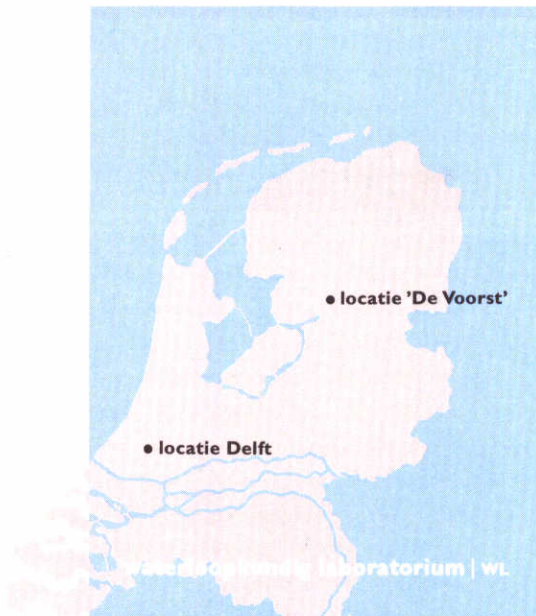 locatie 'De Voorst'
locatie Delft
waterloopkundig laboratorium | WL